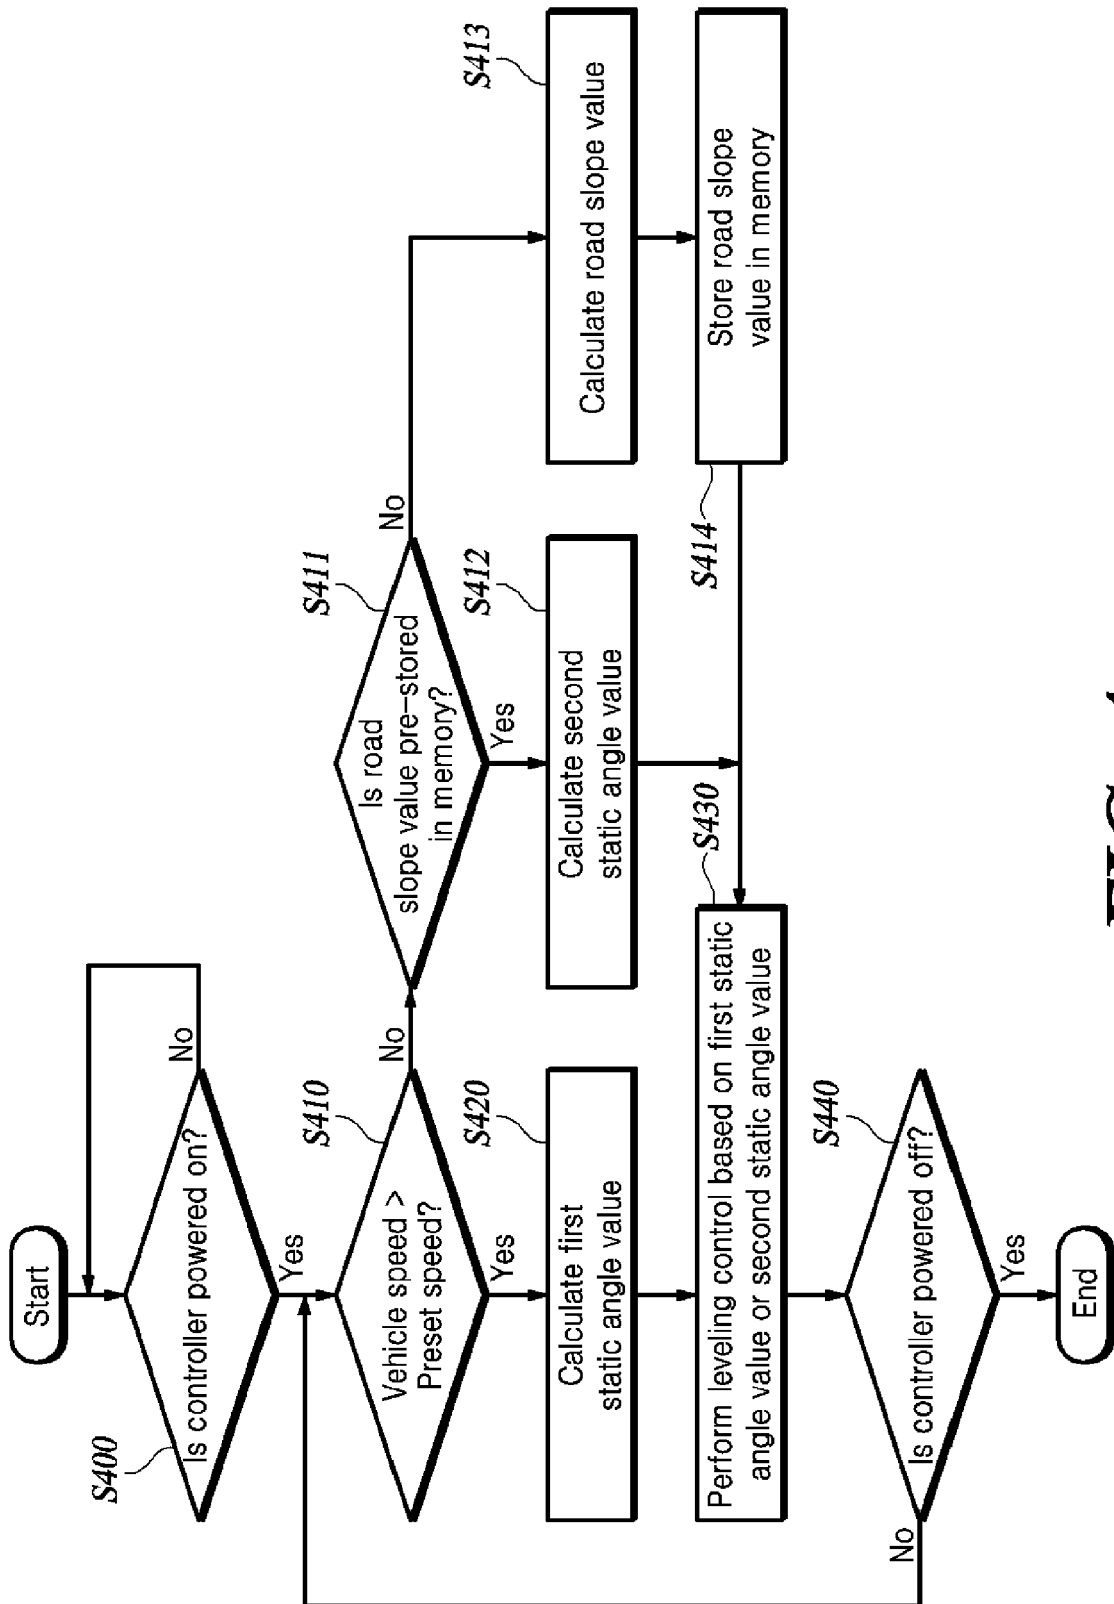 Start
S400
Is controller powered on?
No
Yes
S410
Vehicle speed >
Preset speed?
No
Yes
S411
Is road
slope value pre-stored
in memory?
No
Yes
S420
Calculate first
static angle value
S412
Calculate second
static angle value
S413
Calculate road slope value
S414
Store road slope
value in memory
S430
Perform leveling control based on first static
angle value or second static angle value
S440
Is controller powered off?
No
Yes
End